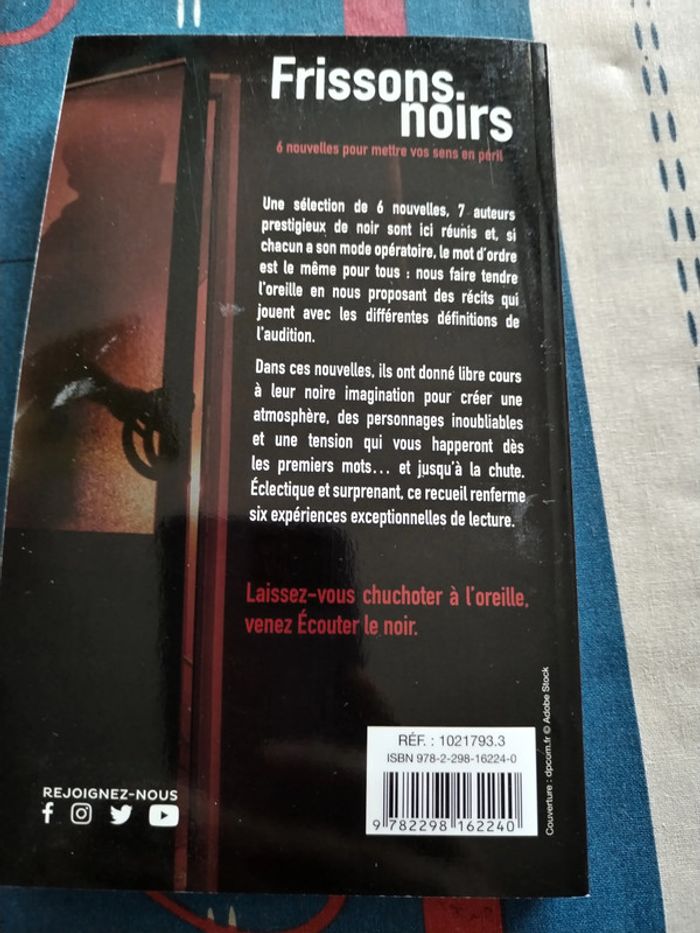 Frissons
noirs
6 nouvelles pour mettre vos sens en péril
Une sélection de 6 nouvelles, 7 auteurs
prestigieux de noir sont ici réunis et, si
chacun a son mode opératoire, le mot d'ordre
est le même pour tous : nous faire tendre
l'oreille en nous proposant des récits qui
jouent avec les différentes définitions de
l'audition.
Dans ces nouvelles, ils ont donné libre cours
à leur noire imagination pour créer une
atmosphère, des personnages inoubliables
et une tension qui vous happeront dès
les premiers mots... et jusqu'à la chute.
Éclectique et surprenant, ce recueil renferme
six expériences exceptionnelles de lecture.
Laissez-vous chuchoter à l'oreille,
venez Écouter le noir.
RÉF. : 1021793.3
ISBN 978-2-298-16224-0
9 782298 162240
Couverture : dpcom.fr © Adobe Stock
REJOIGNEZ-NOUS